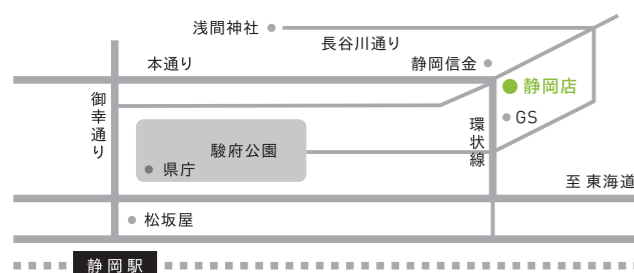 浅間神社
長谷川通り
本通り
静岡信金
静岡店
御幸通り
GS
環状線
駿府公園
県庁
至 東海道
松坂屋
静岡駅